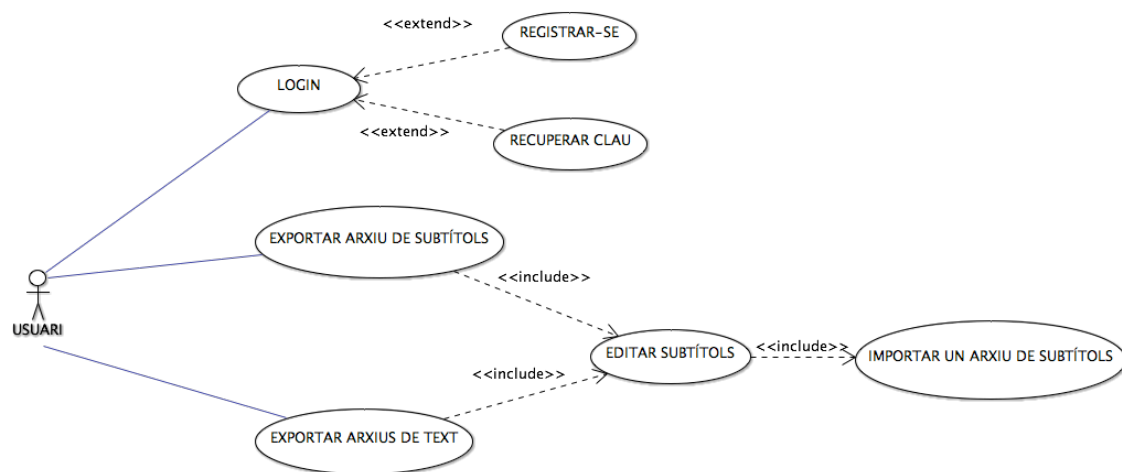 <<extend>>
REGISTRAR-SE
LOGIN
<<extend>>
RECUPERAR CLAU
EXPORTAR ARXIU DE SUBTÍTOLS
<<include>>
USUARI
EDITAR SUBTÍTOLS
<<include>>
IMPORTAR UN ARXIU DE SUBTÍTOLS
<<include>>
EXPORTAR ARXIUS DE TEXT